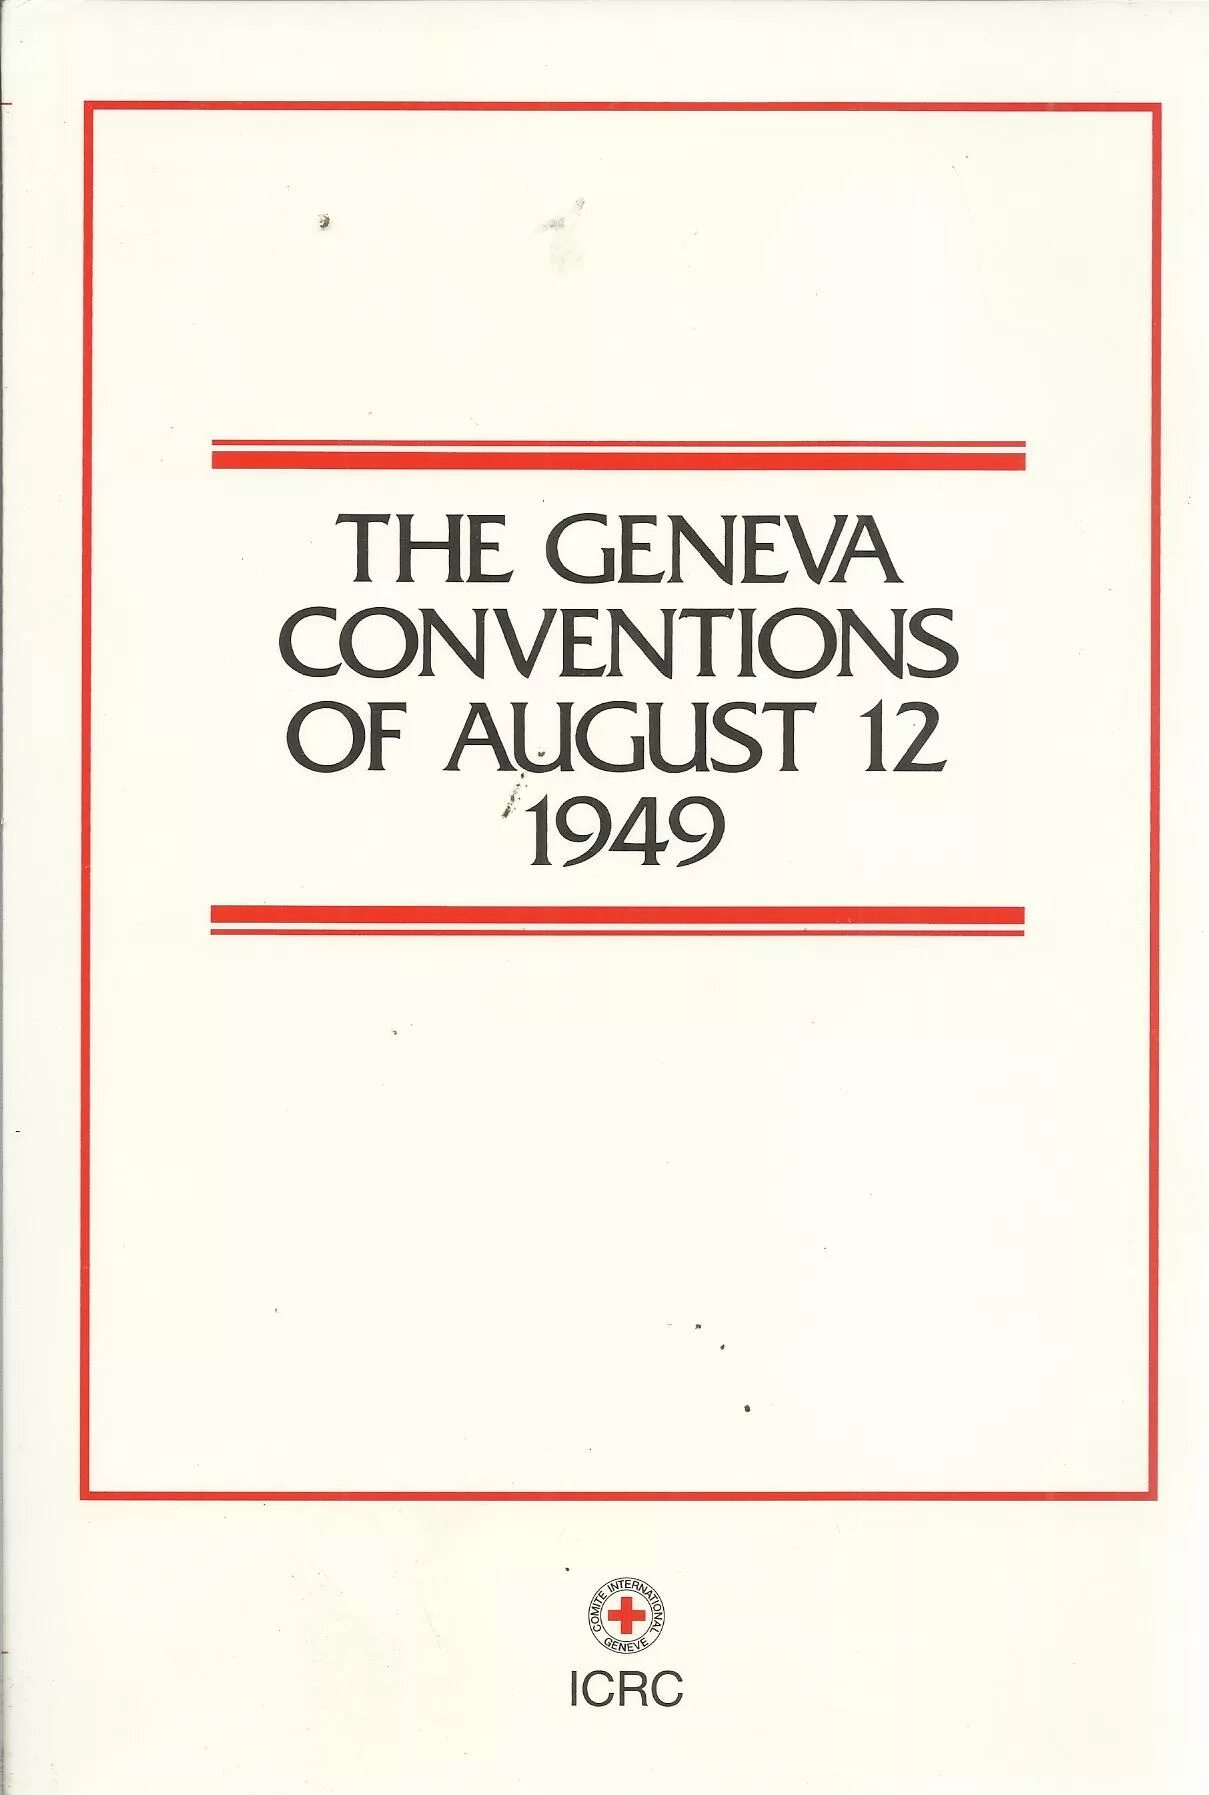 THE GENEVA
CONVENTIONS
OF AUGUST 12
1949
COMITE INTERNATIONAL
GENEVE
ICRC